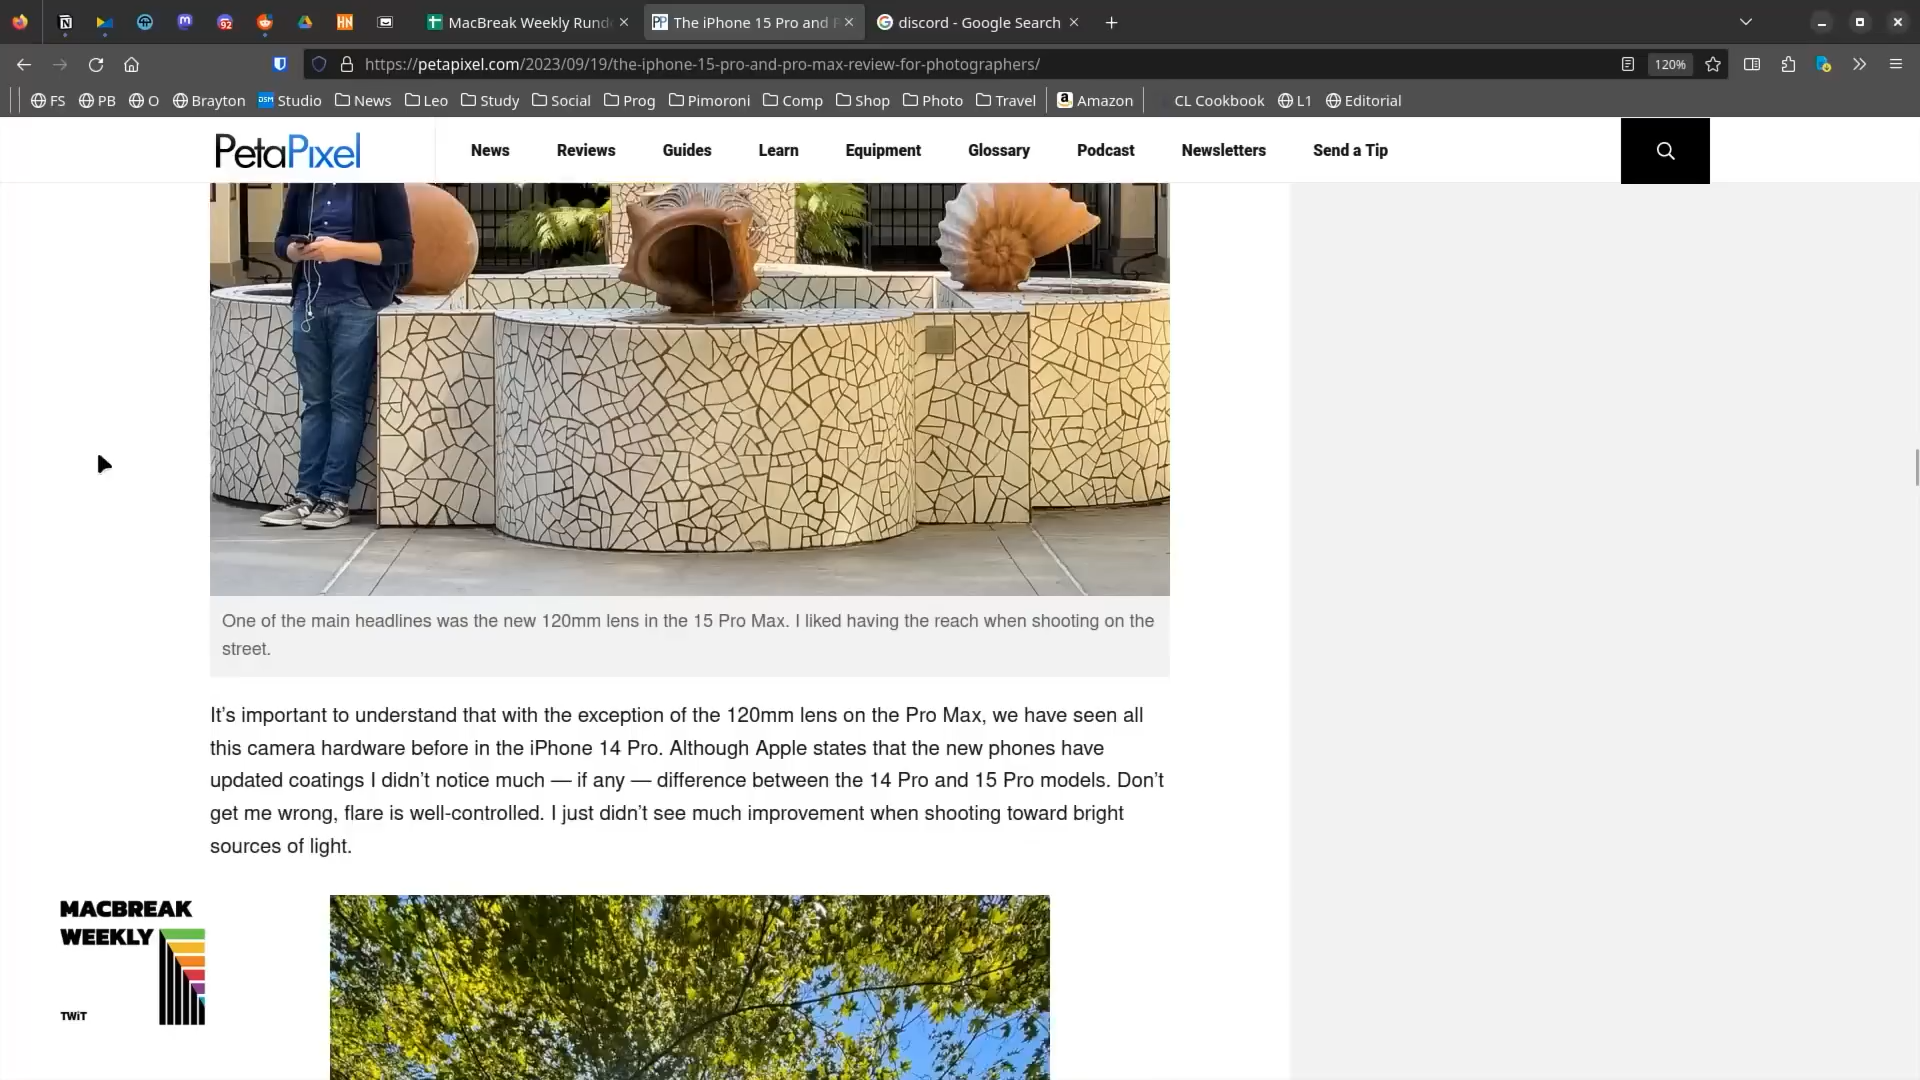 MacBreak Weekly Rund
The iPhone 15 Pro and P
discord - Google Search
https://petapixel.com/2023/09/19/the-iphone-15-pro-and-pro-max-review-for-photographers/
120%
FS PB O Brayton DSM Studio News Leo Study Social Prog Pimoroni Comp Shop Photo Travel Amazon CL Cookbook L1 Editorial
PetaPixel
News Reviews Guides Learn Equipment Glossary Podcast Newsletters Send a Tip
One of the main headlines was the new 120mm lens in the 15 Pro Max. I liked having the reach when shooting on the
street.
It’s important to understand that with the exception of the 120mm lens on the Pro Max, we have seen all
this camera hardware before in the iPhone 14 Pro. Although Apple states that the new phones have
updated coatings I didn’t notice much — if any — difference between the 14 Pro and 15 Pro models. Don’t
get me wrong, flare is well-controlled. I just didn’t see much improvement when shooting toward bright
sources of light.
MACBREAK
WEEKLY
TWiT